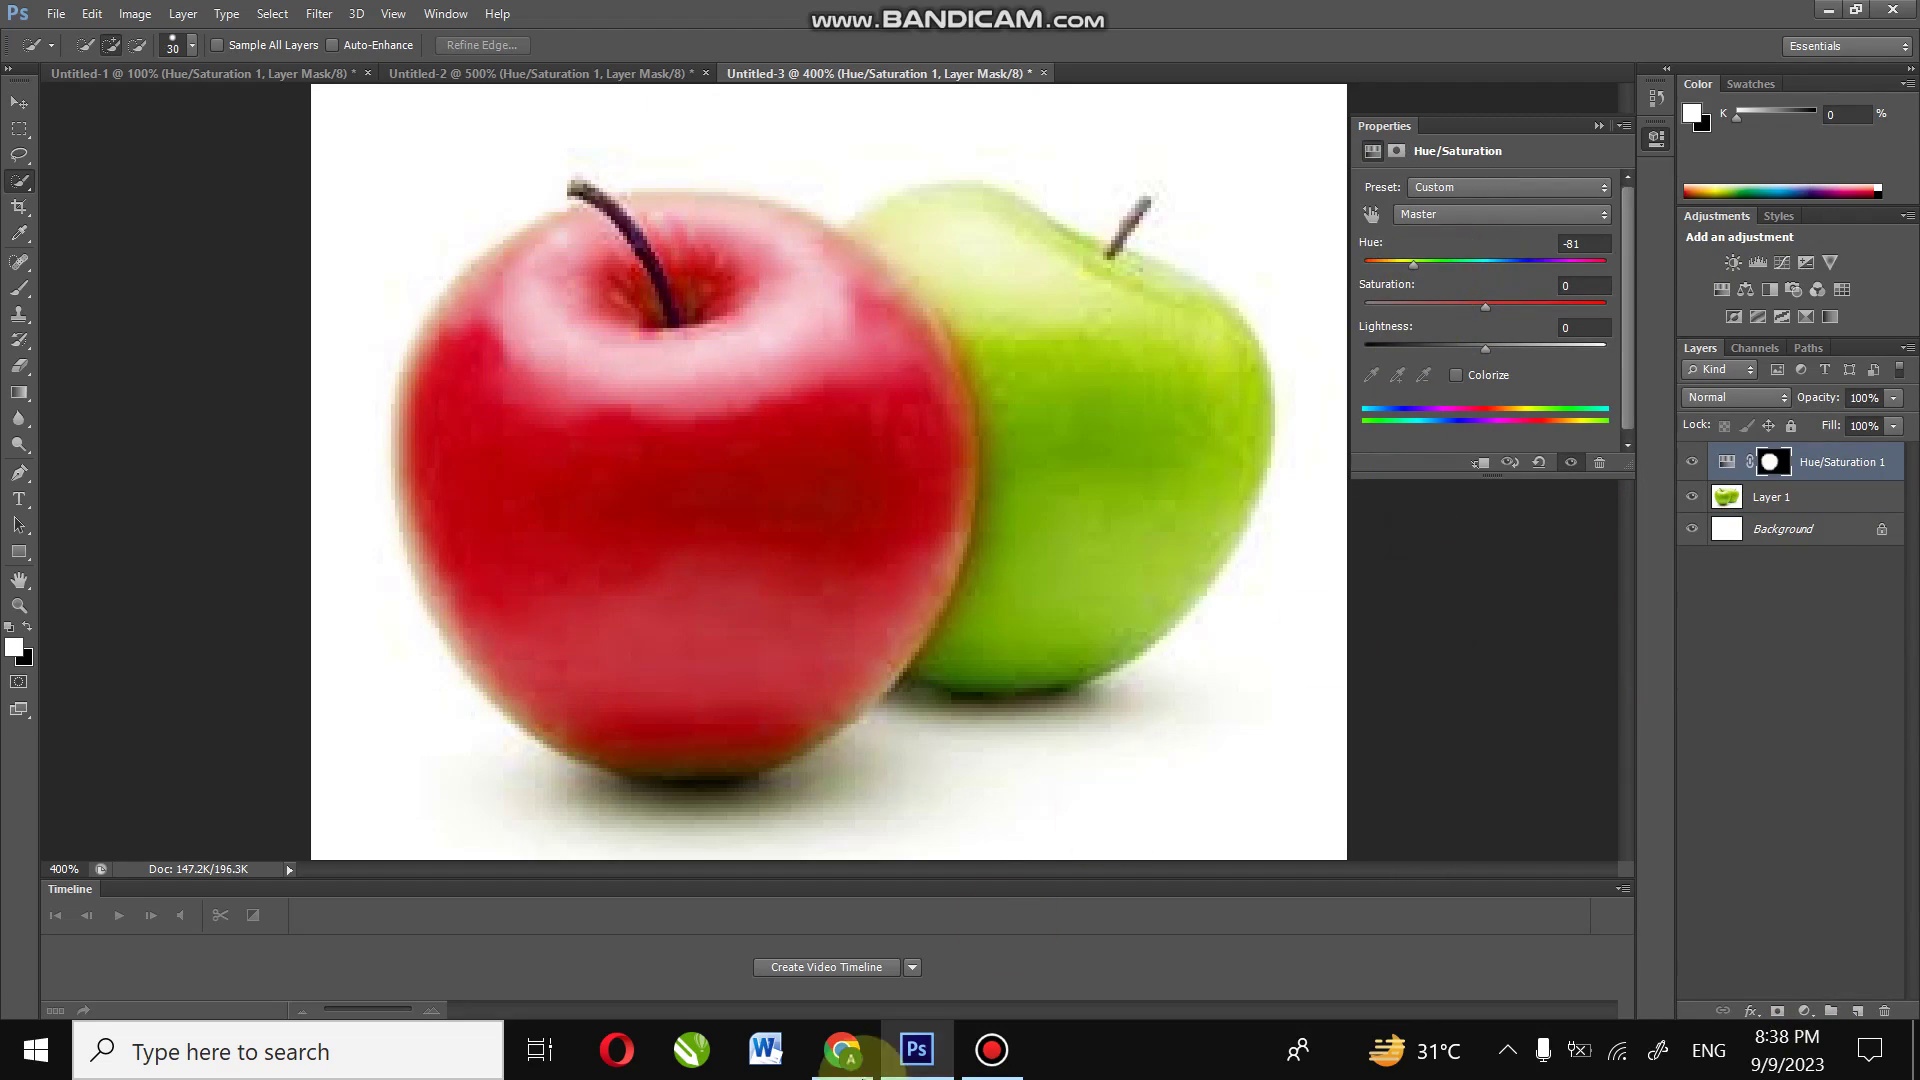 Ps File Edit Image Layer Type Select Filter 3D View Window Help
www.BANDICAM.com
30 Sample All Layers Auto-Enhance Refine Edge... Essentials
Untitled-1 @ 100% (Hue/Saturation 1, Layer Mask/8) * × Untitled-2 @ 500% (Hue/Saturation 1, Layer Mask/8) * × Untitled-3 @ 400% (Hue/Saturation 1, Layer Mask/8) * ×
Properties
Hue/Saturation
Preset: Custom
Master
Hue: -81
Saturation: 0
Lightness: 0
Colorize
Color Swatches
K 0 %
Adjustments Styles
Add an adjustment
Layers Channels Paths
Kind
Normal Opacity: 100%
Lock: Fill: 100%
Hue/Saturation 1
Layer 1
Background
400% Doc: 147.2K/196.3K
Timeline
Create Video Timeline
Type here to search
W
A
Ps
31°C
ENG
8:38 PM
9/9/2023